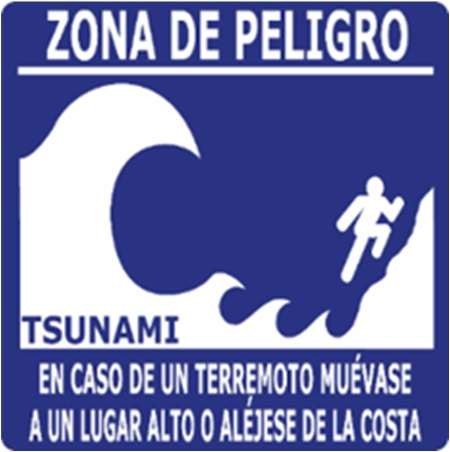 ZONA DE PELIGRO
TSUNAMI
EN CASO DE UN TERREMOTO MUÉVASE
A UN LUGAR ALTO O ALÉJESE DE LA COSTA